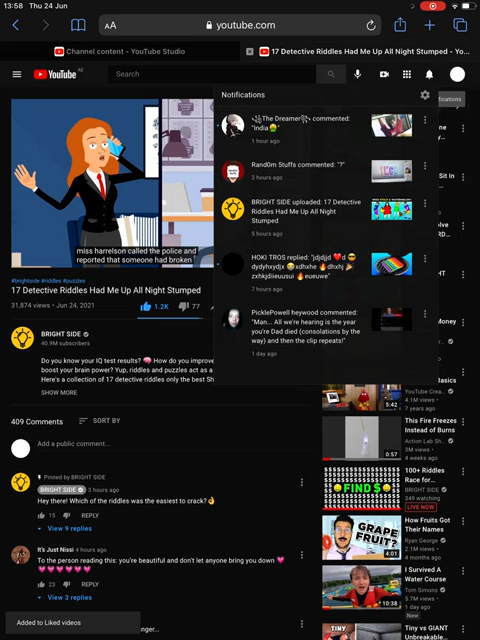 13:58 Thu 24 Jun
78%
AA
youtube.com
Channel content - YouTube Studio
17 Detective Riddles Had Me Up All Night Stumped - Yo...
YouTube AE
Search
Notifications
The Dreamer commented:
"India🤮"
1 hour ago
Rand0m 5tuffs commented: "?"
2 hours ago
BRIGHT SIDE uploaded: 17 Detective
Riddles Had Me Up All Night
Stumped
5 hours ago
HOKI TROS replied: "jdjdjjd ❤️d 😎
7 hours ago
PicklePowell heywood commented:
"Man... All we're hearing is the year
you're Dad died (consolations by the
way) and then the clip repeats!"
1 day ago
miss harrelson called the police and
reported that someone had broken
#brightside #riddles #puzzles
17 Detective Riddles Had Me Up All Night Stumped
31,874 views • Jun 24, 2021
1.2K
77
BRIGHT SIDE
40.9M subscribers
Do you know your IQ test results? 🧠 How do you improve
boost your brain power? Yup, riddles and puzzles act as a
Here's a collection of 17 detective riddles only the best Sh
SHOW MORE
409 Comments
SORT BY
Add a public comment...
Pinned by BRIGHT SIDE
BRIGHT SIDE 3 hours ago
Hey there! Which of the riddles was the easiest to crack?👌
15
REPLY
View 9 replies
It's Just Nissi 4 hours ago
To the person reading this: you're beautiful and don't let anyone bring you down 💗
💗💗💗💗💗💗
23
REPLY
View 3 replies
Added to Liked videos
nger...
fications
ne
Sit In
Money
asics
5:42
YouTube Crea...
4.1M views •
7 years ago
This Fire Freezes
Instead of Burns
Action Lab Sh...
3M views •
4 weeks ago
0:57
FIND $
100+ Riddles
Race for...
BRIGHT SIDE
349 watching
LIVE NOW
GRAPE
FRUIT?
4:01
How Fruits Got
Their Names
Ryan George
2.1M views •
4 months ago
I Survived A
Water Course
Tom Simons
5.7M views •
1 day ago
New
10:38
Tiny vs GIANT
Unbreakable...